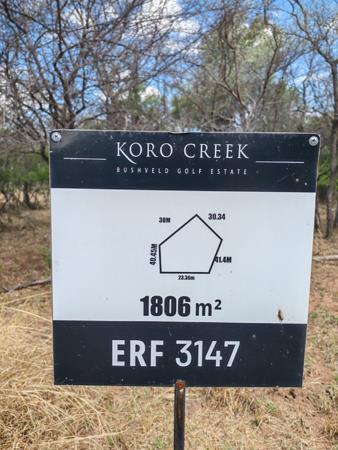 KORO CREEK
BUSHVELD GOLF ESTATE
30M 30.34
40.45M 41.4M
23.36m
1806 m²
ERF 3147